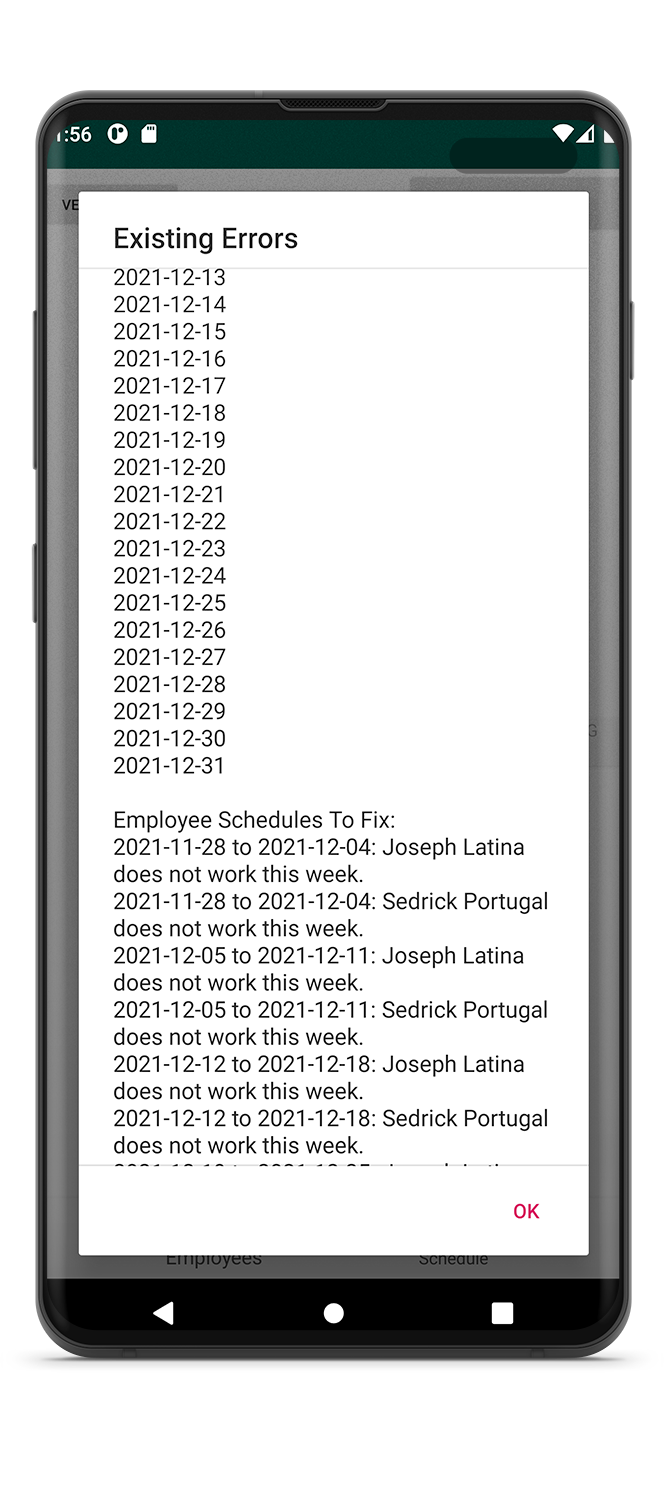 :56
VE
Existing Errors
2021-12-13
2021-12-14
2021-12-15
2021-12-16
2021-12-17
2021-12-18
2021-12-19
2021-12-20
2021-12-21
2021-12-22
2021-12-23
2021-12-24
2021-12-25
2021-12-26
2021-12-27
2021-12-28
2021-12-29
2021-12-30
2021-12-31
G
Employee Schedules To Fix:
2021-11-28 to 2021-12-04: Joseph Latina
does not work this week.
2021-11-28 to 2021-12-04: Sedrick Portugal
does not work this week.
2021-12-05 to 2021-12-11: Joseph Latina
does not work this week.
2021-12-05 to 2021-12-11: Sedrick Portugal
does not work this week.
2021-12-12 to 2021-12-18: Joseph Latina
does not work this week.
2021-12-12 to 2021-12-18: Sedrick Portugal
does not work this week.
OK
Employees
Schedule